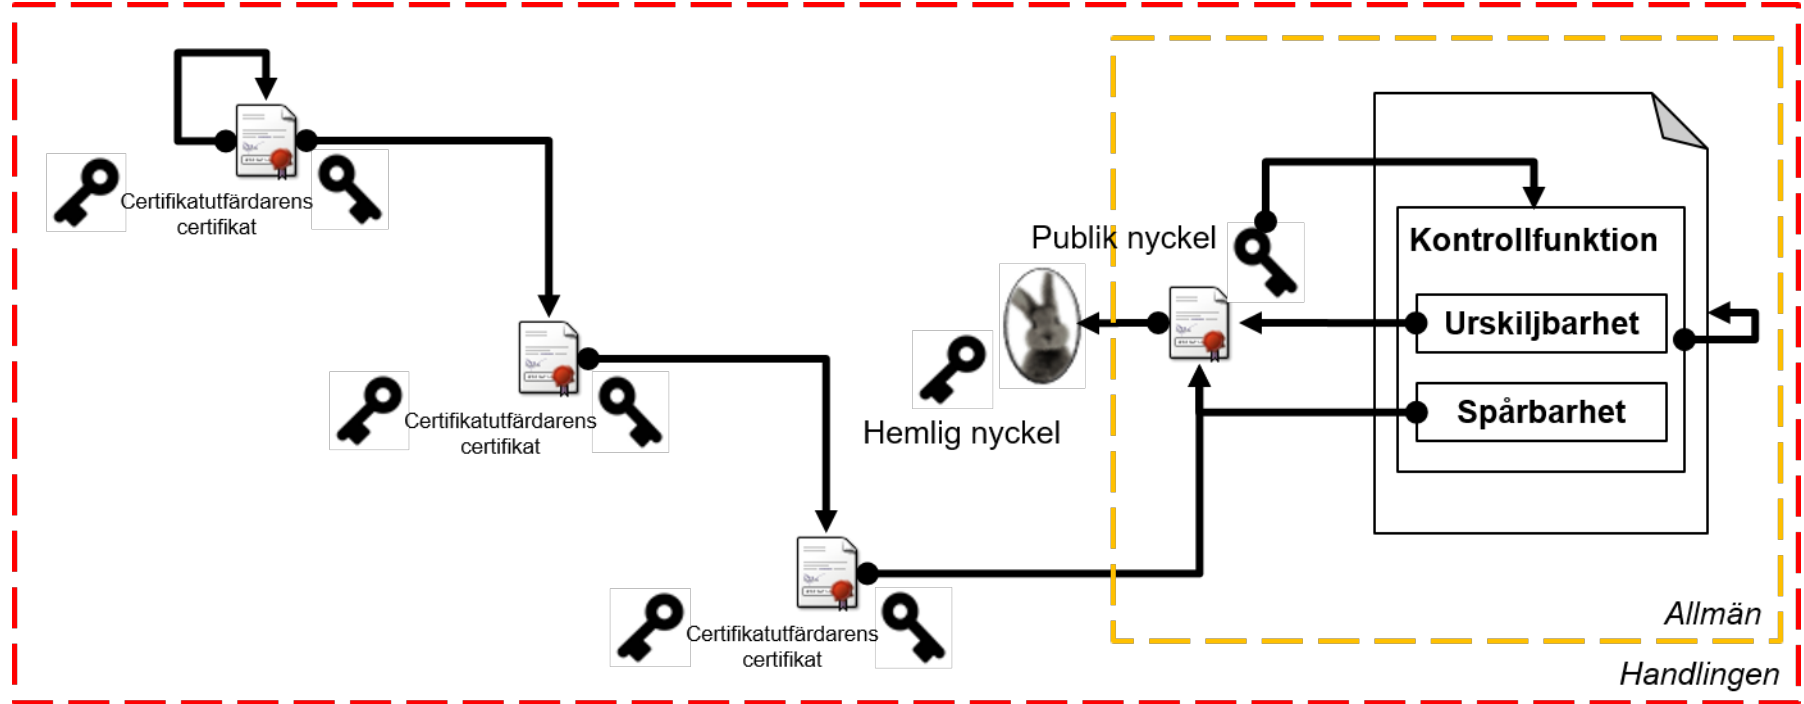 Certifikatutfärdarens
certifikat
Publik nyckel
Kontrollfunktion
Urskiljbarhet
Spårbarhet
Hemlig nyckel
Certifikatutfärdarens
certifikat
Certifikatutfärdarens
certifikat
Allmän
Handlingen